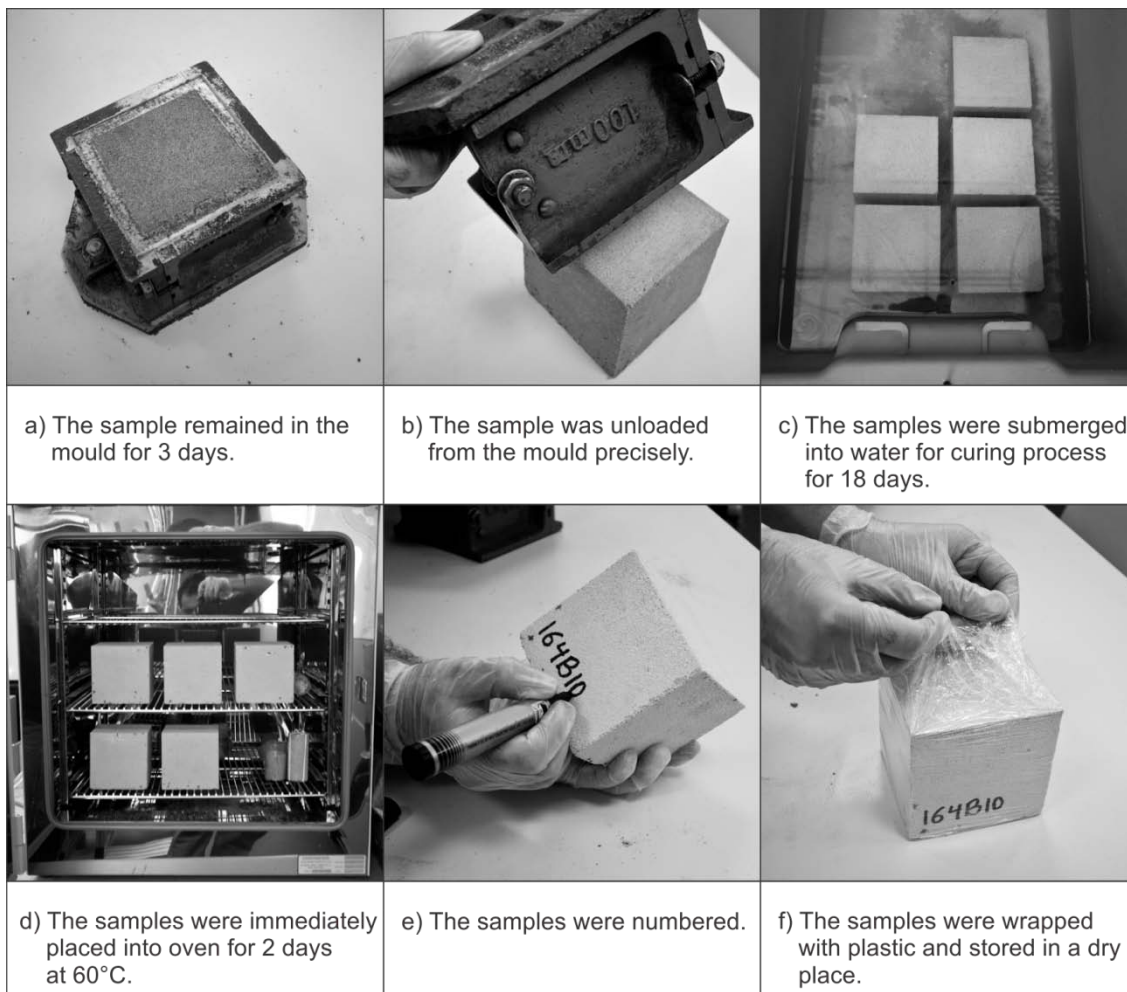 100mm
a) The sample remained in the
mould for 3 days.
b) The sample was unloaded
from the mould precisely.
c) The samples were submerged
into water for curing process
for 18 days.
164B10
164B10
d) The samples were immediately
placed into oven for 2 days
at 60°C.
e) The samples were numbered.
f) The samples were wrapped
with plastic and stored in a dry
place.